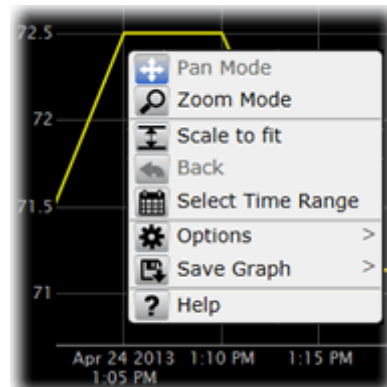 72.5
Pan Mode
Zoom Mode
72
Scale to fit
Back
71.5
Select Time Range
Options >
Save Graph >
71
? Help
Apr 24 2013 1:10 PM 1:15 PM
1:05 PM